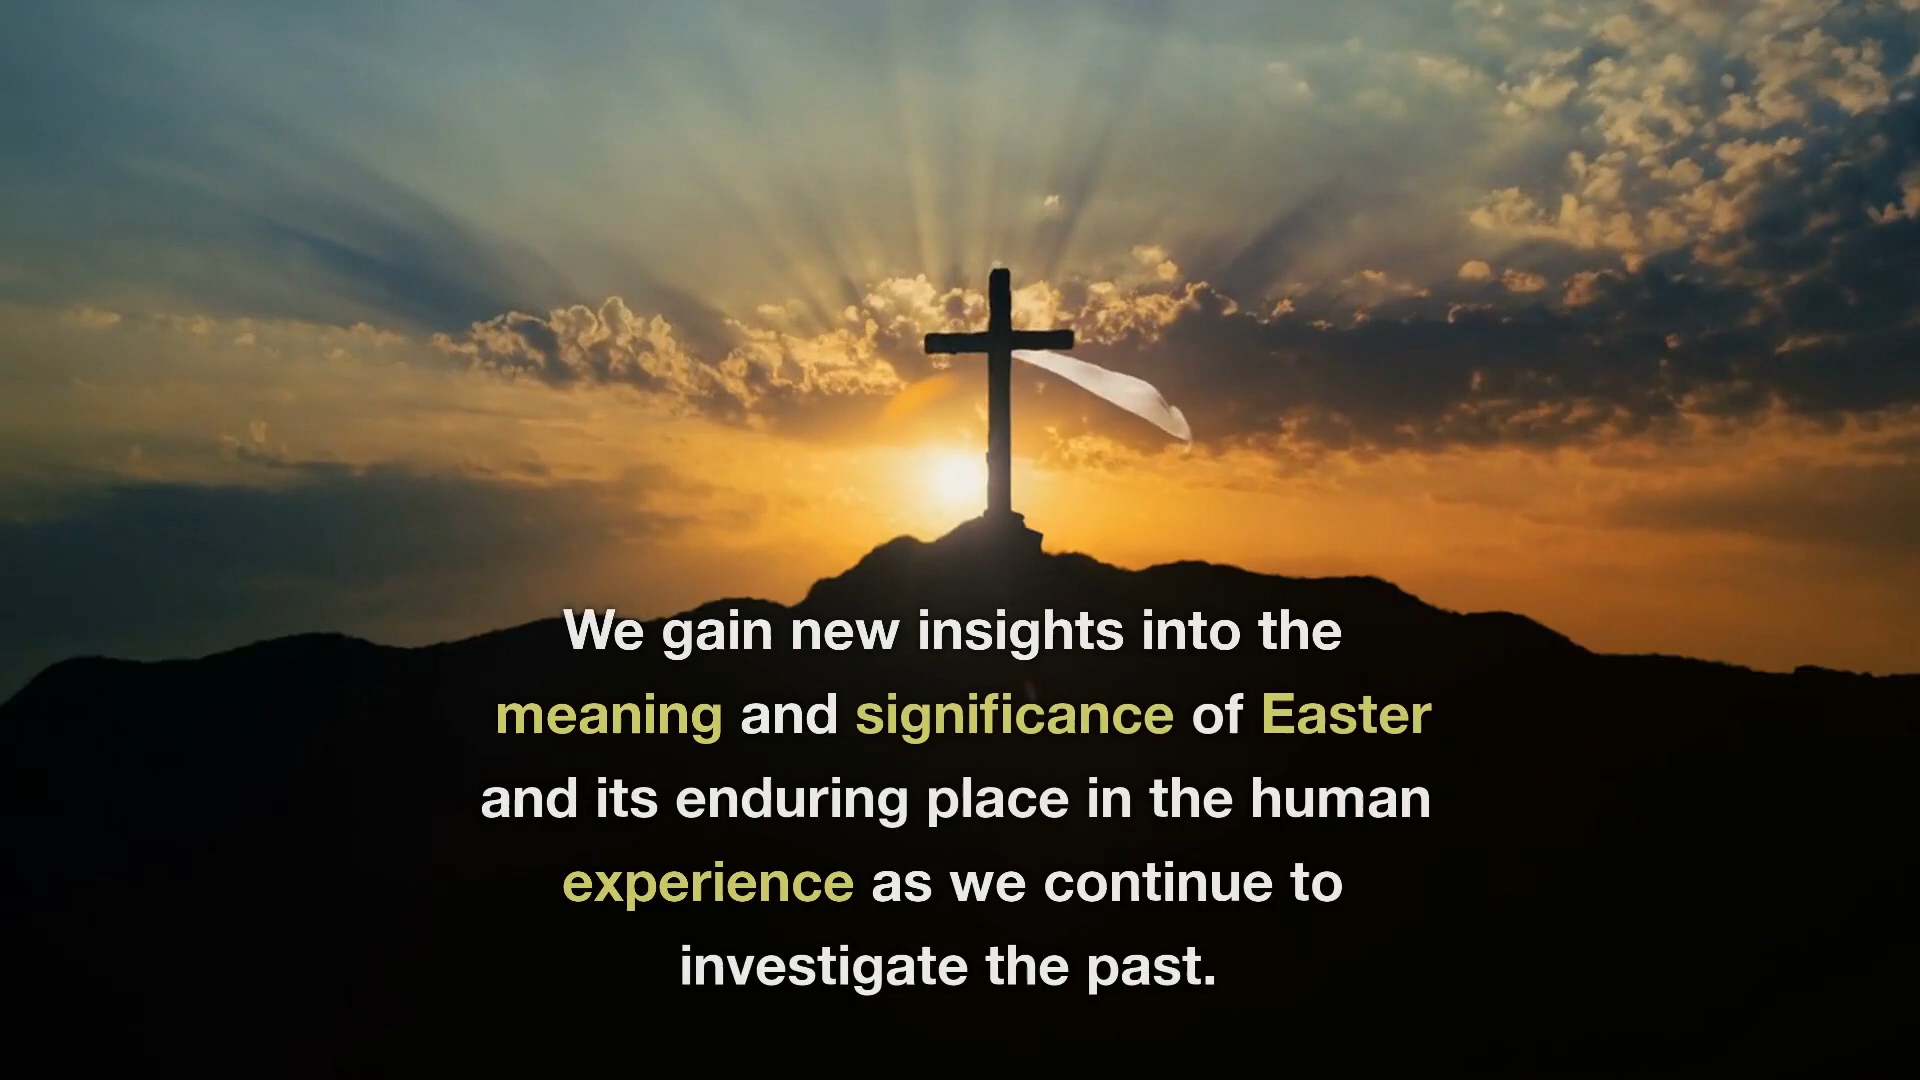 We gain new insights into the
meaning and significance of Easter
and its enduring place in the human
experience as we continue to
investigate the past.